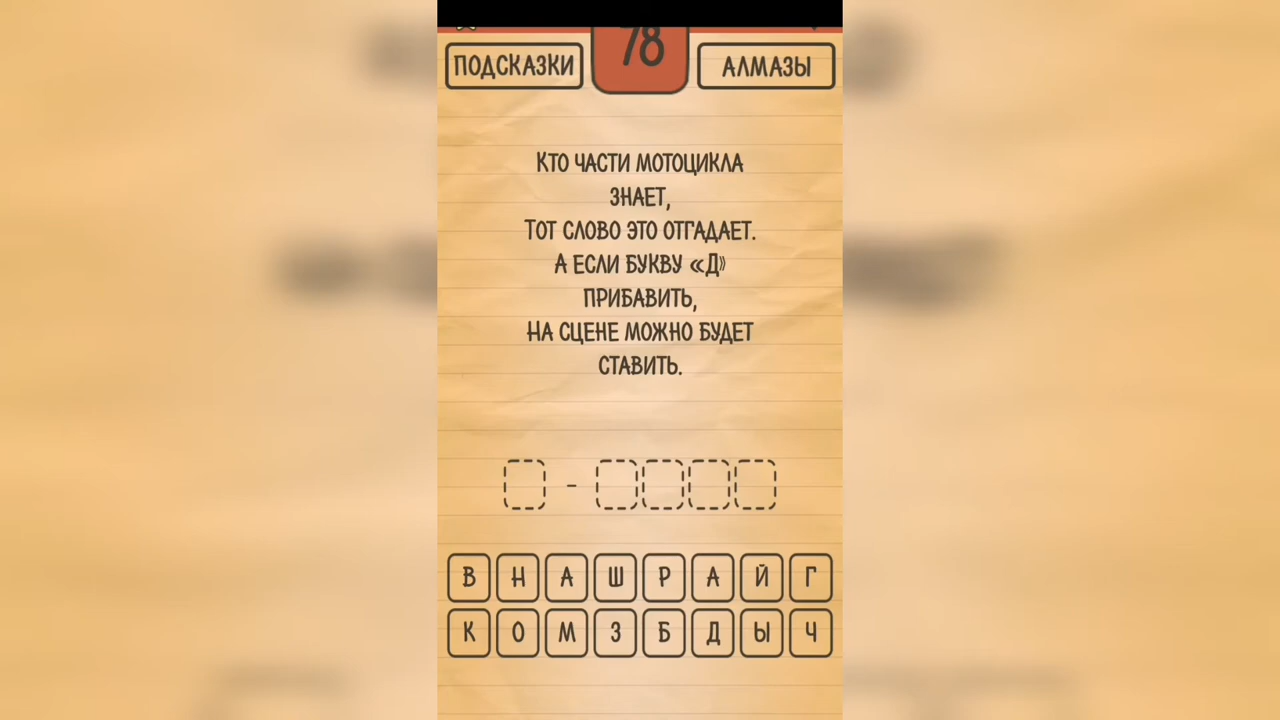 ПОДСКАЗКИ
78
АЛМАЗЫ
КТО ЧАСТИ МОТОЦИКЛА
ЗНАЕТ,
ТОТ СЛОВО ЭТО ОТГАДАЕТ.
А ЕСЛИ БУКВУ «Д»
ПРИБАВИТЬ,
НА СЦЕНЕ МОЖНО БУДЕТ
СТАВИТЬ.
-
В Н А Ш Р А Й Г
К О М З Б Д Ы Ч